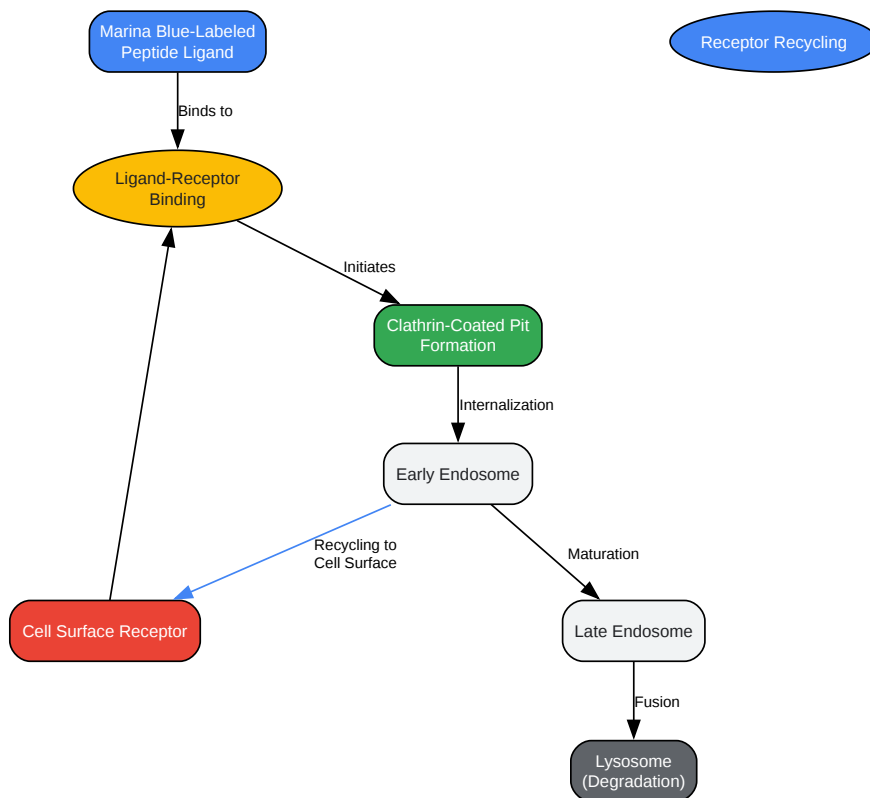 Marina Blue-Labeled
Peptide Ligand
Receptor Recycling
Binds to
Ligand-Receptor
Binding
Initiates
Clathrin-Coated Pit
Formation
Internalization
Early Endosome
Recycling to
Cell Surface
Maturation
Cell Surface Receptor
Late Endosome
Fusion
Lysosome
(Degradation)